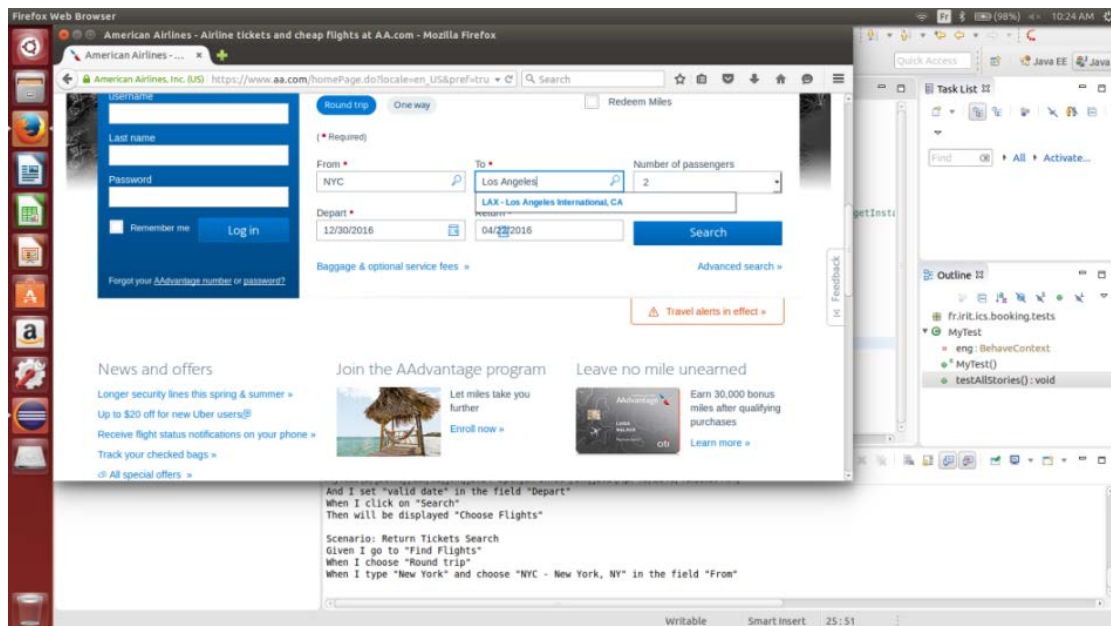 Firefox Web Browser
Fr (98%) 10:24 AM
American Airlines - Airline tickets and cheap flights at AA.com - Mozilla Firefox
American Airlines -...
American Airlines, Inc. (US) https://www.aa.com/homePage.do?locale=en_US&pref=tru Search
Quick Access Java EE Java
username
Last name
Password
Remember me Log in
Forgot your AAdvantage number or password?
Round trip One way Redeem Miles
(• Required)
From • To • Number of passengers
NYC Los Angeles 2
LAX - Los Angeles International, CA
Depart • Return •
12/30/2016 04/22/2016 Search
Baggage & optional service fees » Advanced search »
Feedback
Travel alerts in effect »
News and offers
Longer security lines this spring & summer »
Up to $20 off for new Uber users
Receive flight status notifications on your phone »
Track your checked bags »
All special offers »
Join the AAdvantage program
Let miles take you
further
Enroll now »
Leave no mile unearned
AAdvantage
citi
Earn 30,000 bonus
miles after qualifying
purchases
Learn more »
Task List
Find All Activate...
getInsta
Outline
fr.irit.ics.booking.tests
MyTest
eng : BehaveContext
MyTest()
testAllStories() : void
And I set "valid date" in the field "Depart"
When I click on "Search"
Then will be displayed "Choose Flights"
Scenario: Return Tickets Search
Given I go to "Find Flights"
When I choose "Round trip"
When I type "New York" and choose "NYC - New York, NY" in the field "From"
Writable Smart Insert 25 : 51